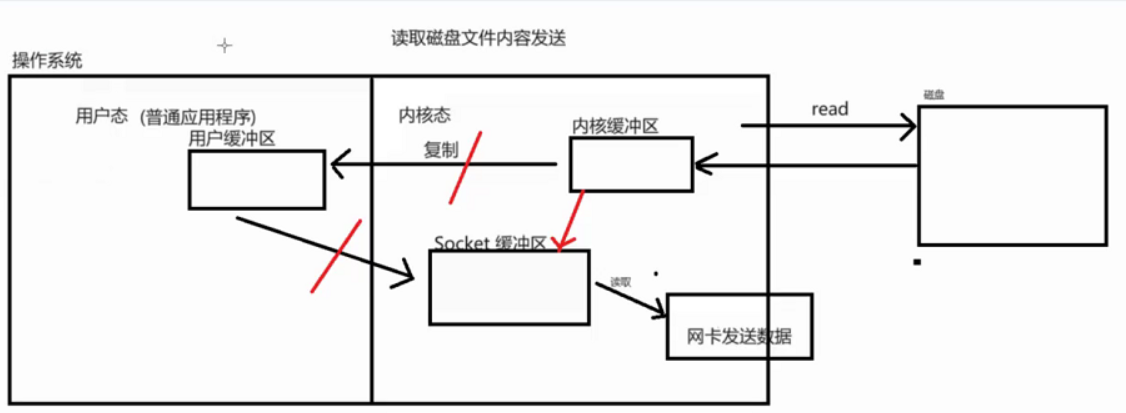 读取磁盘文件内容发送
操作系统
磁盘
用户态 (普通应用程序)
内核态
read
用户缓冲区
复制
内核缓冲区
Socket 缓冲区
读取
网卡发送数据